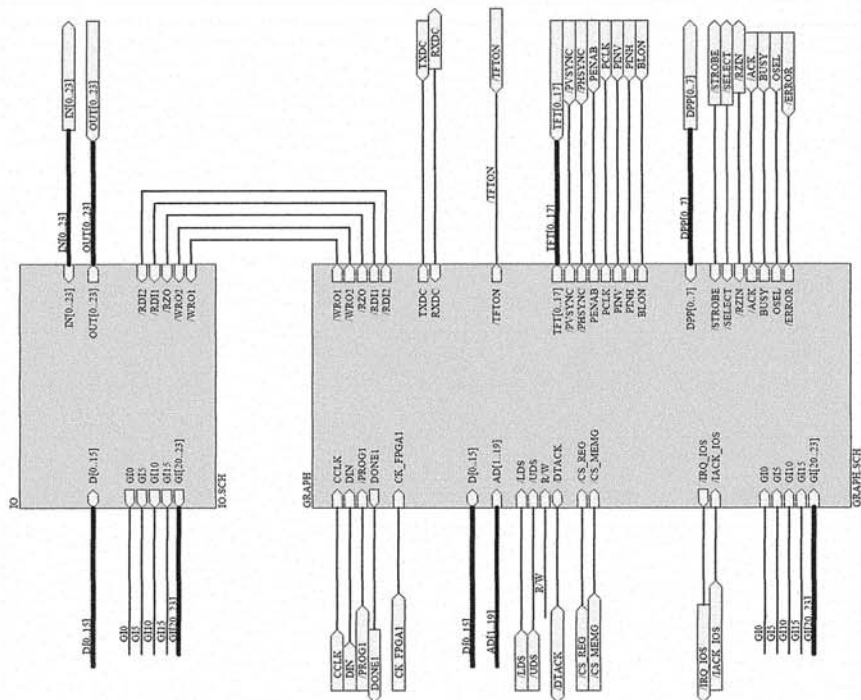 IO
IN[0..23] IN[0..23] IN[0..23]
D[0..15] D[0..15] OUT[0..23] OUT[0..23] OUT[0..23]
GI0 GI0
GI5 GI5 /RDI2
GI10 GI10 /RDI1
GI15 GI15 /RZO
GI[20..23] GI[20..23] /WRO2
/WRO1
IO.SCH
GRAPH
CCLK CCLK /WRO1
DIN DIN /WRO2
/PROG1 /PROG1 /RZO
DONE1 DONE1 /RDI1
/RDI2
CK_FPGA1 CK_FPGA1
TXDC TXDC
RXDC RXDC
D[0..15] D[0..15]
AD[1..19] AD[1..19] /TFTON /TFTON /TFTON
/LDS /LDS
/UDS /UDS
R/W R/W
/DTACK /DTACK TFT[0..17] TFT[0..17] TFT[0..17]
/PVSYNC /PVSYNC
/CS_REG /CS_REG /PHSYNC /PHSYNC
/CS_MEMG /CS_MEMG PENAB PENAB
PCLK PCLK
PINV PINV
PINH PINH
BLON BLON
DPP[0..7] DPP[0..7] DPP[0..7]
/IRQ_IOS /IRQ_IOS
/IACK_IOS /IACK_IOS /STROBE /STROBE
/SELECT /SELECT
/RZIN /RZIN
/ACK /ACK
GI0 GI0 BUSY BUSY
GI5 GI5 OSEL OSEL
GI10 GI10 /ERROR /ERROR
GI15 GI15
GI[20..23] GI[20..23]
GRAPH.SCH